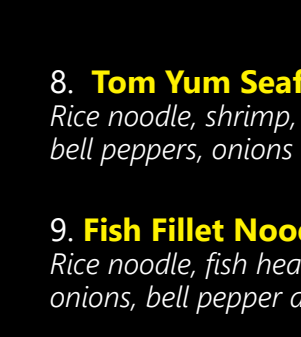 8. Tom Yum Seaf
Rice noodle, shrimp,
bell peppers, onions
9. Fish Fillet Nood
Rice noodle, fish hea
onions, bell pepper a